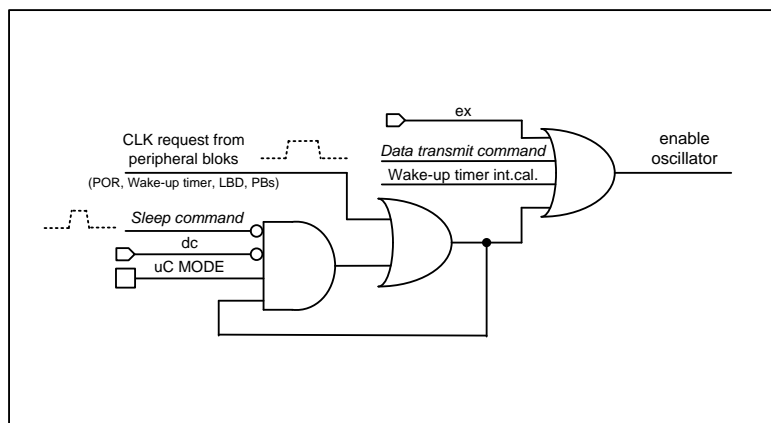 ex
CLK request from
peripheral bloks
(POR, Wake-up timer, LBD, PBs)
Data transmit command
Wake-up timer int.cal.
enable
oscillator
Sleep command
dc
uC MODE